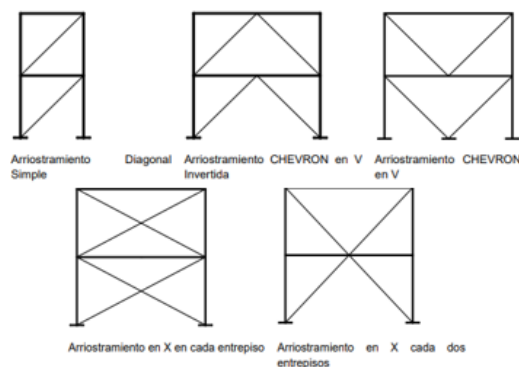 Arriostramiento Diagonal
Simple
Arriostramiento CHEVRON en V
Invertida
Arriostramiento CHEVRON
en V
Arriostramiento en X en cada entrepiso
Arriostramiento en X cada dos
entrepisos